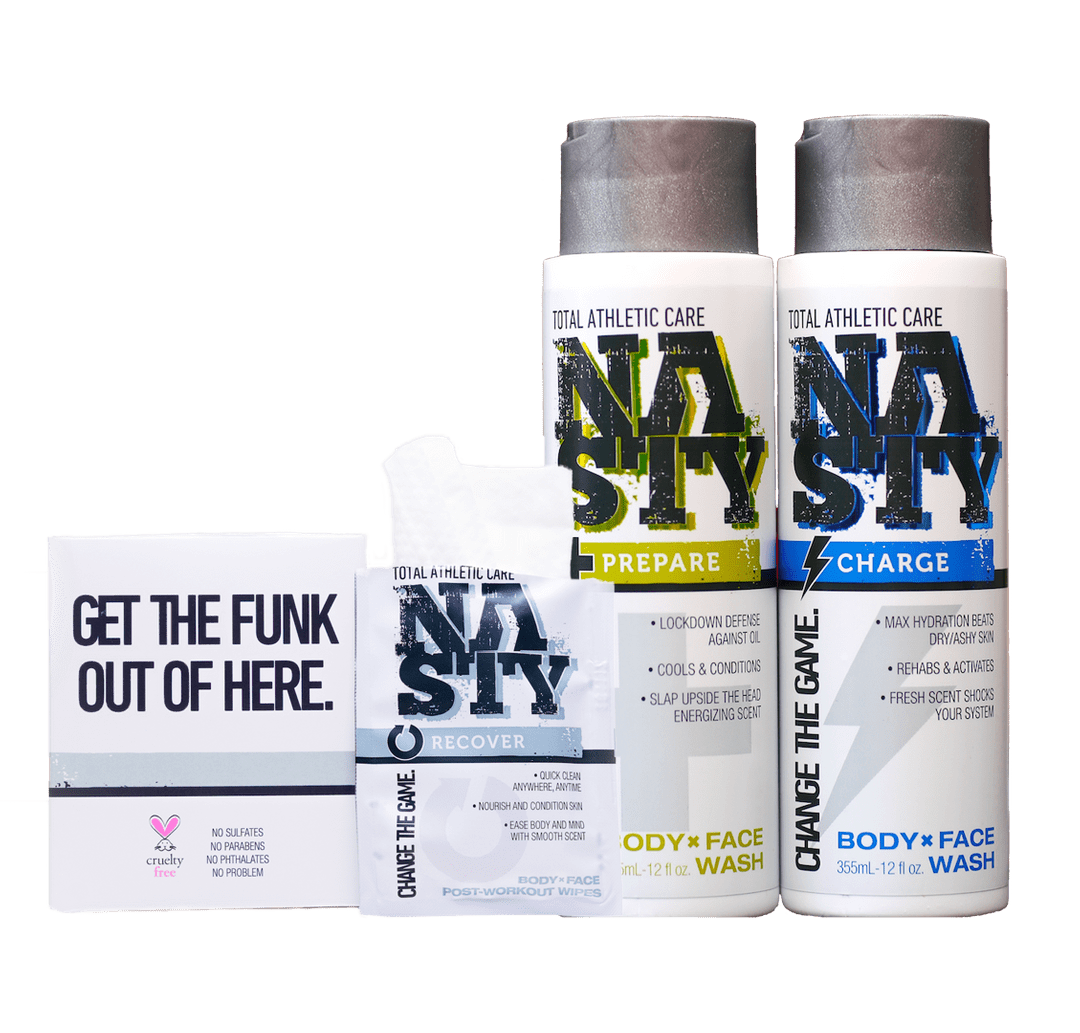 GET THE FUNK
OUT OF HERE.
cruelty
free
NO SULFATES
NO PARABENS
NO PHTHALATES
NO PROBLEM
TOTAL ATHLETIC CARE
NA
STY
RECOVER
CHANGE THE GAME.
• QUICK CLEAN
ANYWHERE, ANYTIME
• NOURISH AND CONDITION SKIN
• EASE BODY AND MIND
WITH SMOOTH SCENT
BODY×FACE
POST-WORKOUT WIPES
TOTAL ATHLETIC CARE
NA
STY
PREPARE
• LOCKDOWN DEFENSE
AGAINST OIL
• COOLS & CONDITIONS
• SLAP UPSIDE THE HEAD
ENERGIZING SCENT
BODY×FACE
5mL-12 fl oz. WASH
TOTAL ATHLETIC CARE
NA
STY
CHARGE
CHANGE THE GAME.
• MAX HYDRATION BEATS
DRY/ASHY SKIN
• REHABS & ACTIVATES
• FRESH SCENT SHOCKS
YOUR SYSTEM
BODY×FACE
355mL-12 fl oz. WASH